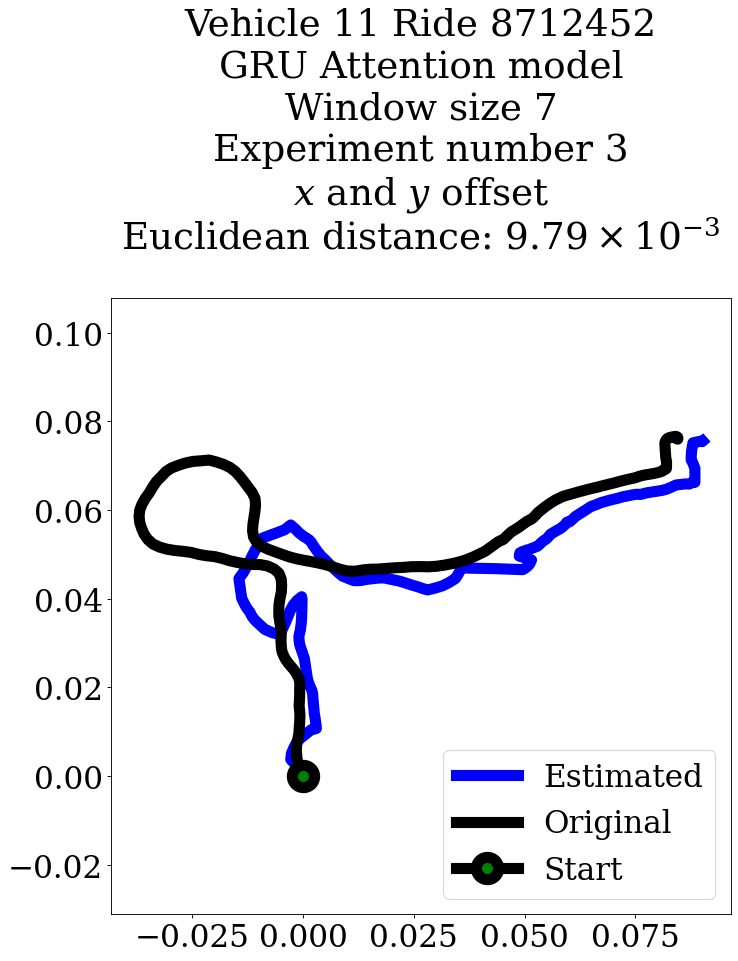 Vehicle 11 Ride 8712452
GRU Attention model
Window size 7
Experiment number 3
x and y offset
Euclidean distance: 9.79 × 10⁻³
0.10
0.08
0.06
0.04
0.02
0.00
−0.02
−0.025 0.000 0.025 0.050 0.075
Estimated
Original
Start